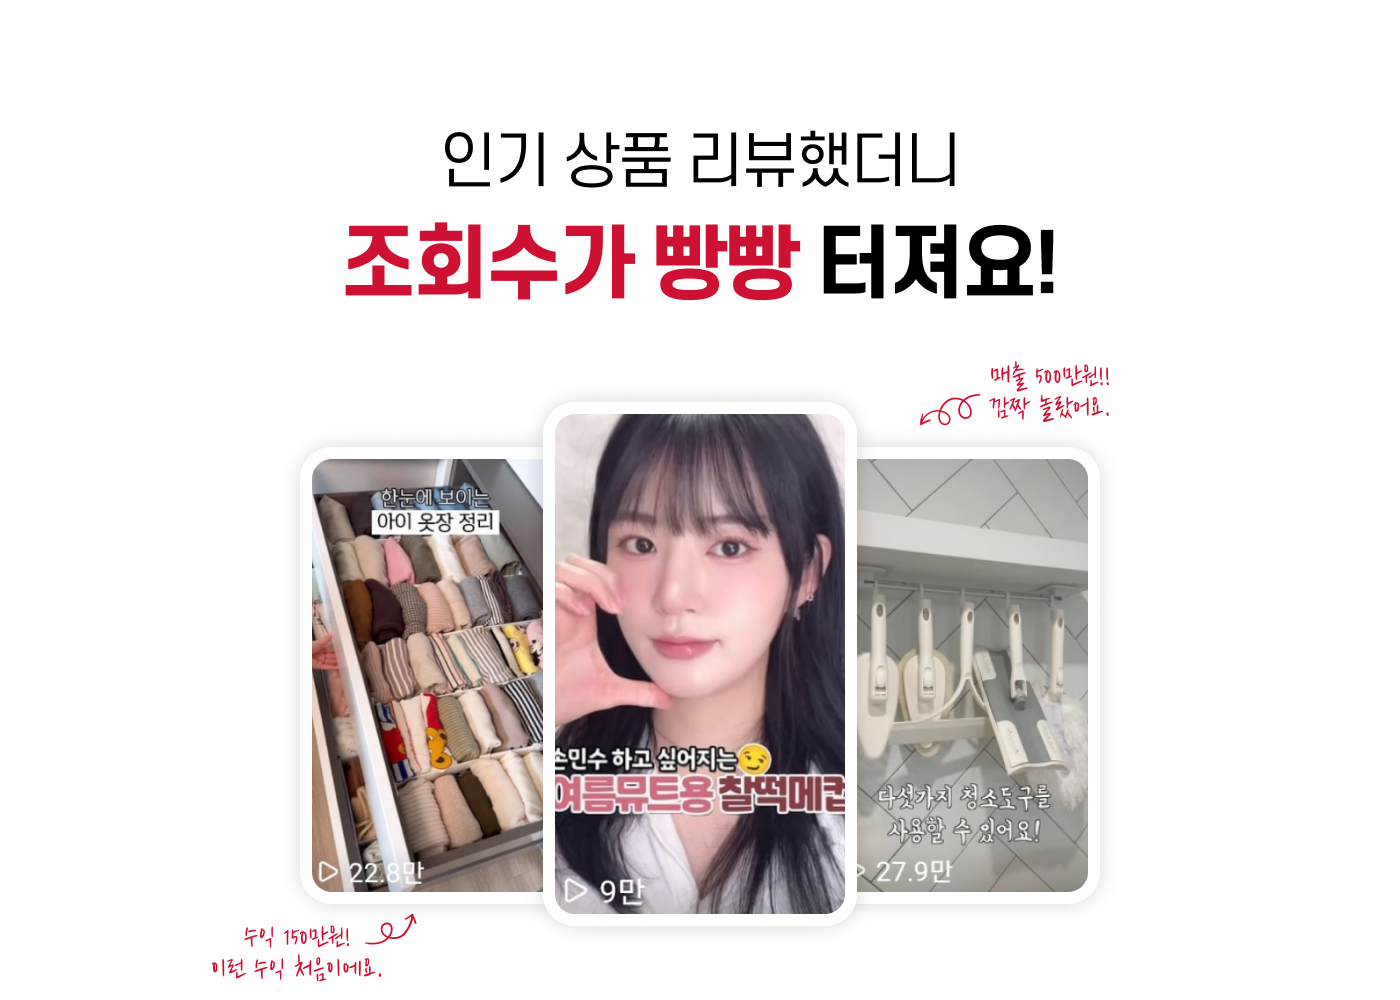 인기 상품 리뷰했더니
조회수가 빵빵 터져요!
매출 500만원!!
깜짝 놀랐어요.
한눈에 보이는
아이 옷장 정리
22.8만
손민수 하고 싶어지는😏
여름뮤트용 찰떡메컵
9만
다섯가지 청소도구를
사용할 수 있어요!
27.9만
수익 150만원!
이런 수익 처음이에요.